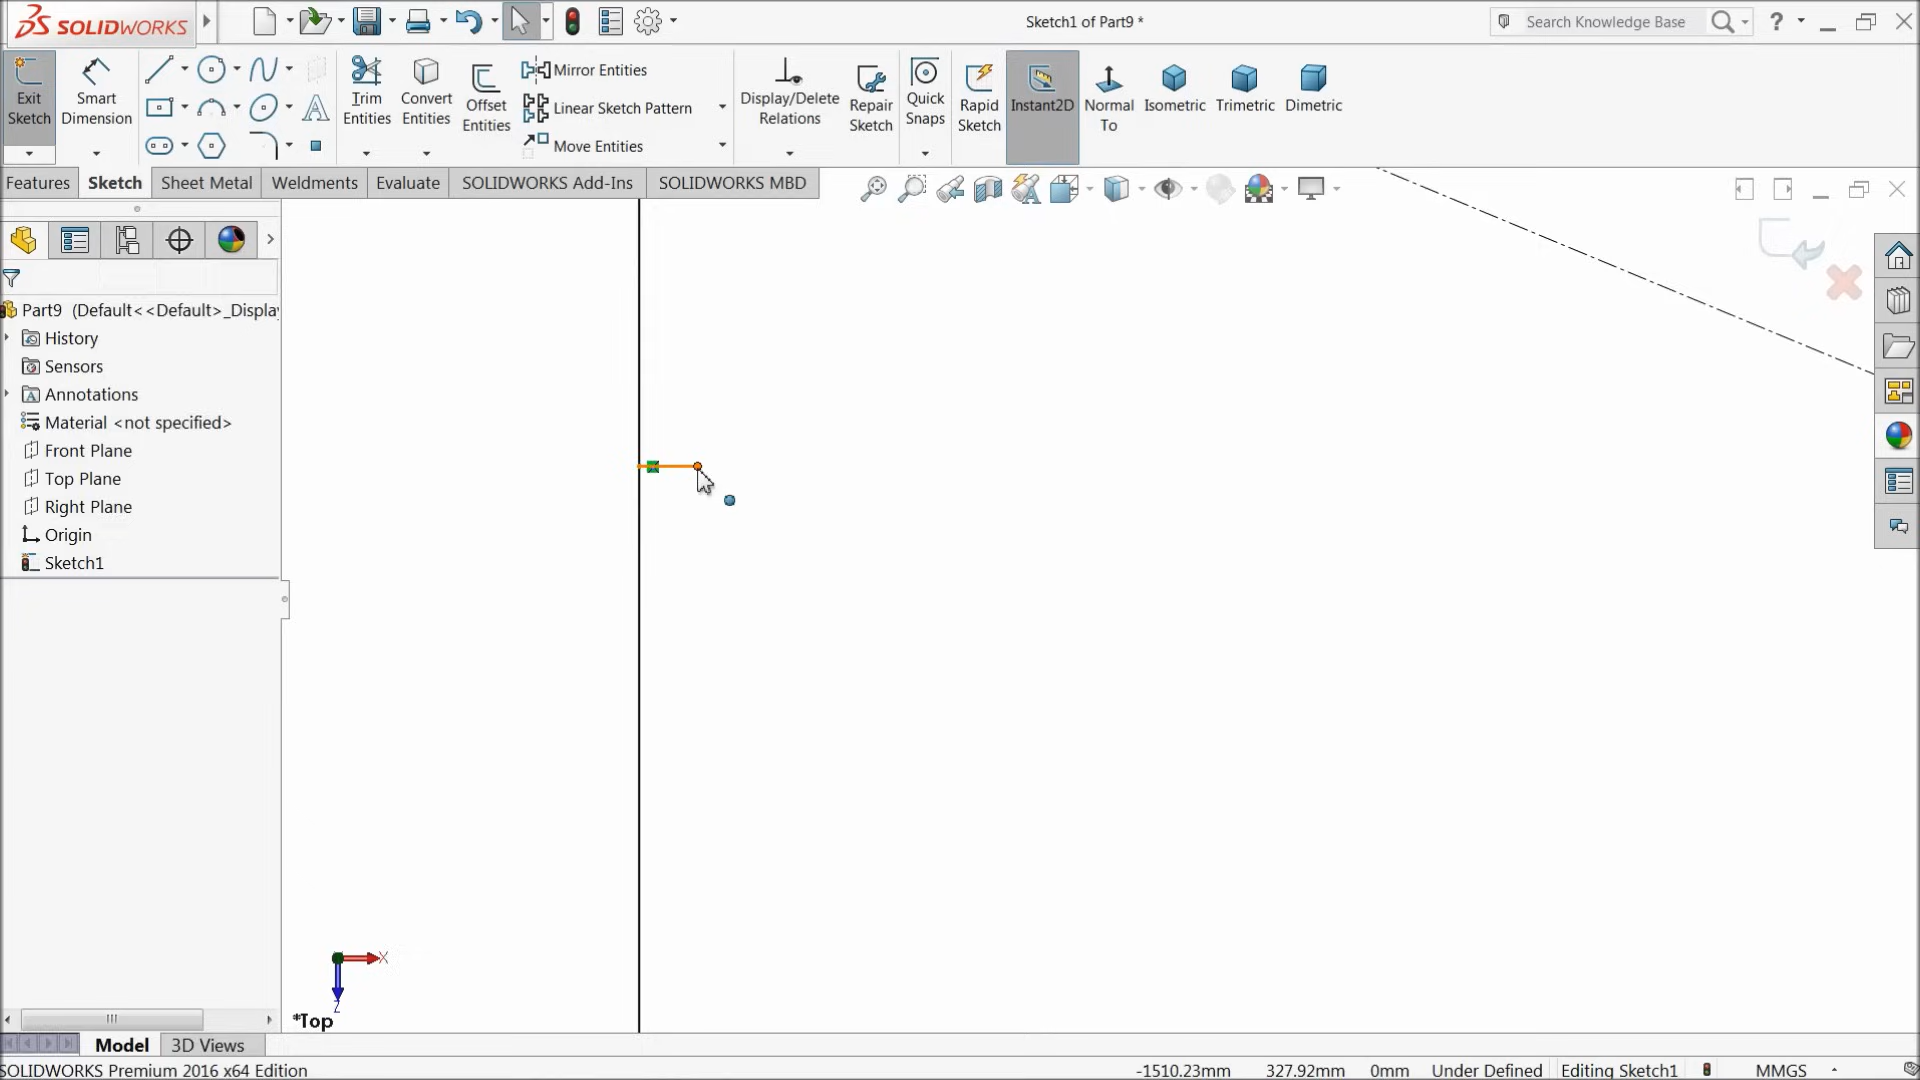 SOLIDWORKS
Sketch1 of Part9 *
Search Knowledge Base
?
Exit Sketch
Smart Dimension
Trim Entities
Convert Entities
Offset Entities
Mirror Entities
Linear Sketch Pattern
Move Entities
Display/Delete Relations
Repair Sketch
Quick Snaps
Rapid Sketch
Instant2D
Normal To
Isometric
Trimetric
Dimetric
Features
Sketch
Sheet Metal
Weldments
Evaluate
SOLIDWORKS Add-Ins
SOLIDWORKS MBD
Part9 (Default<<Default>_Displa
History
Sensors
Annotations
Material <not specified>
Front Plane
Top Plane
Right Plane
Origin
Sketch1
X
Z
*Top
Model
3D Views
SOLIDWORKS Premium 2016 x64 Edition
-1510.23mm
327.92mm
0mm
Under Defined
Editing Sketch1
MMGS